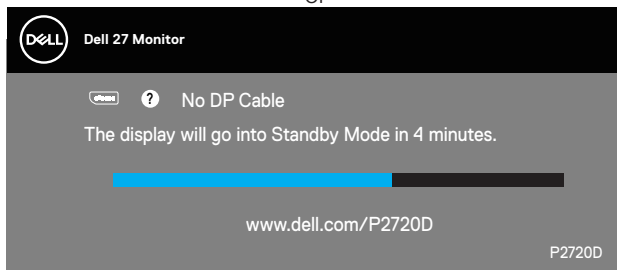 DELL
Dell 27 Monitor
? No DP Cable
The display will go into Standby Mode in 4 minutes.
www.dell.com/P2720D
P2720D